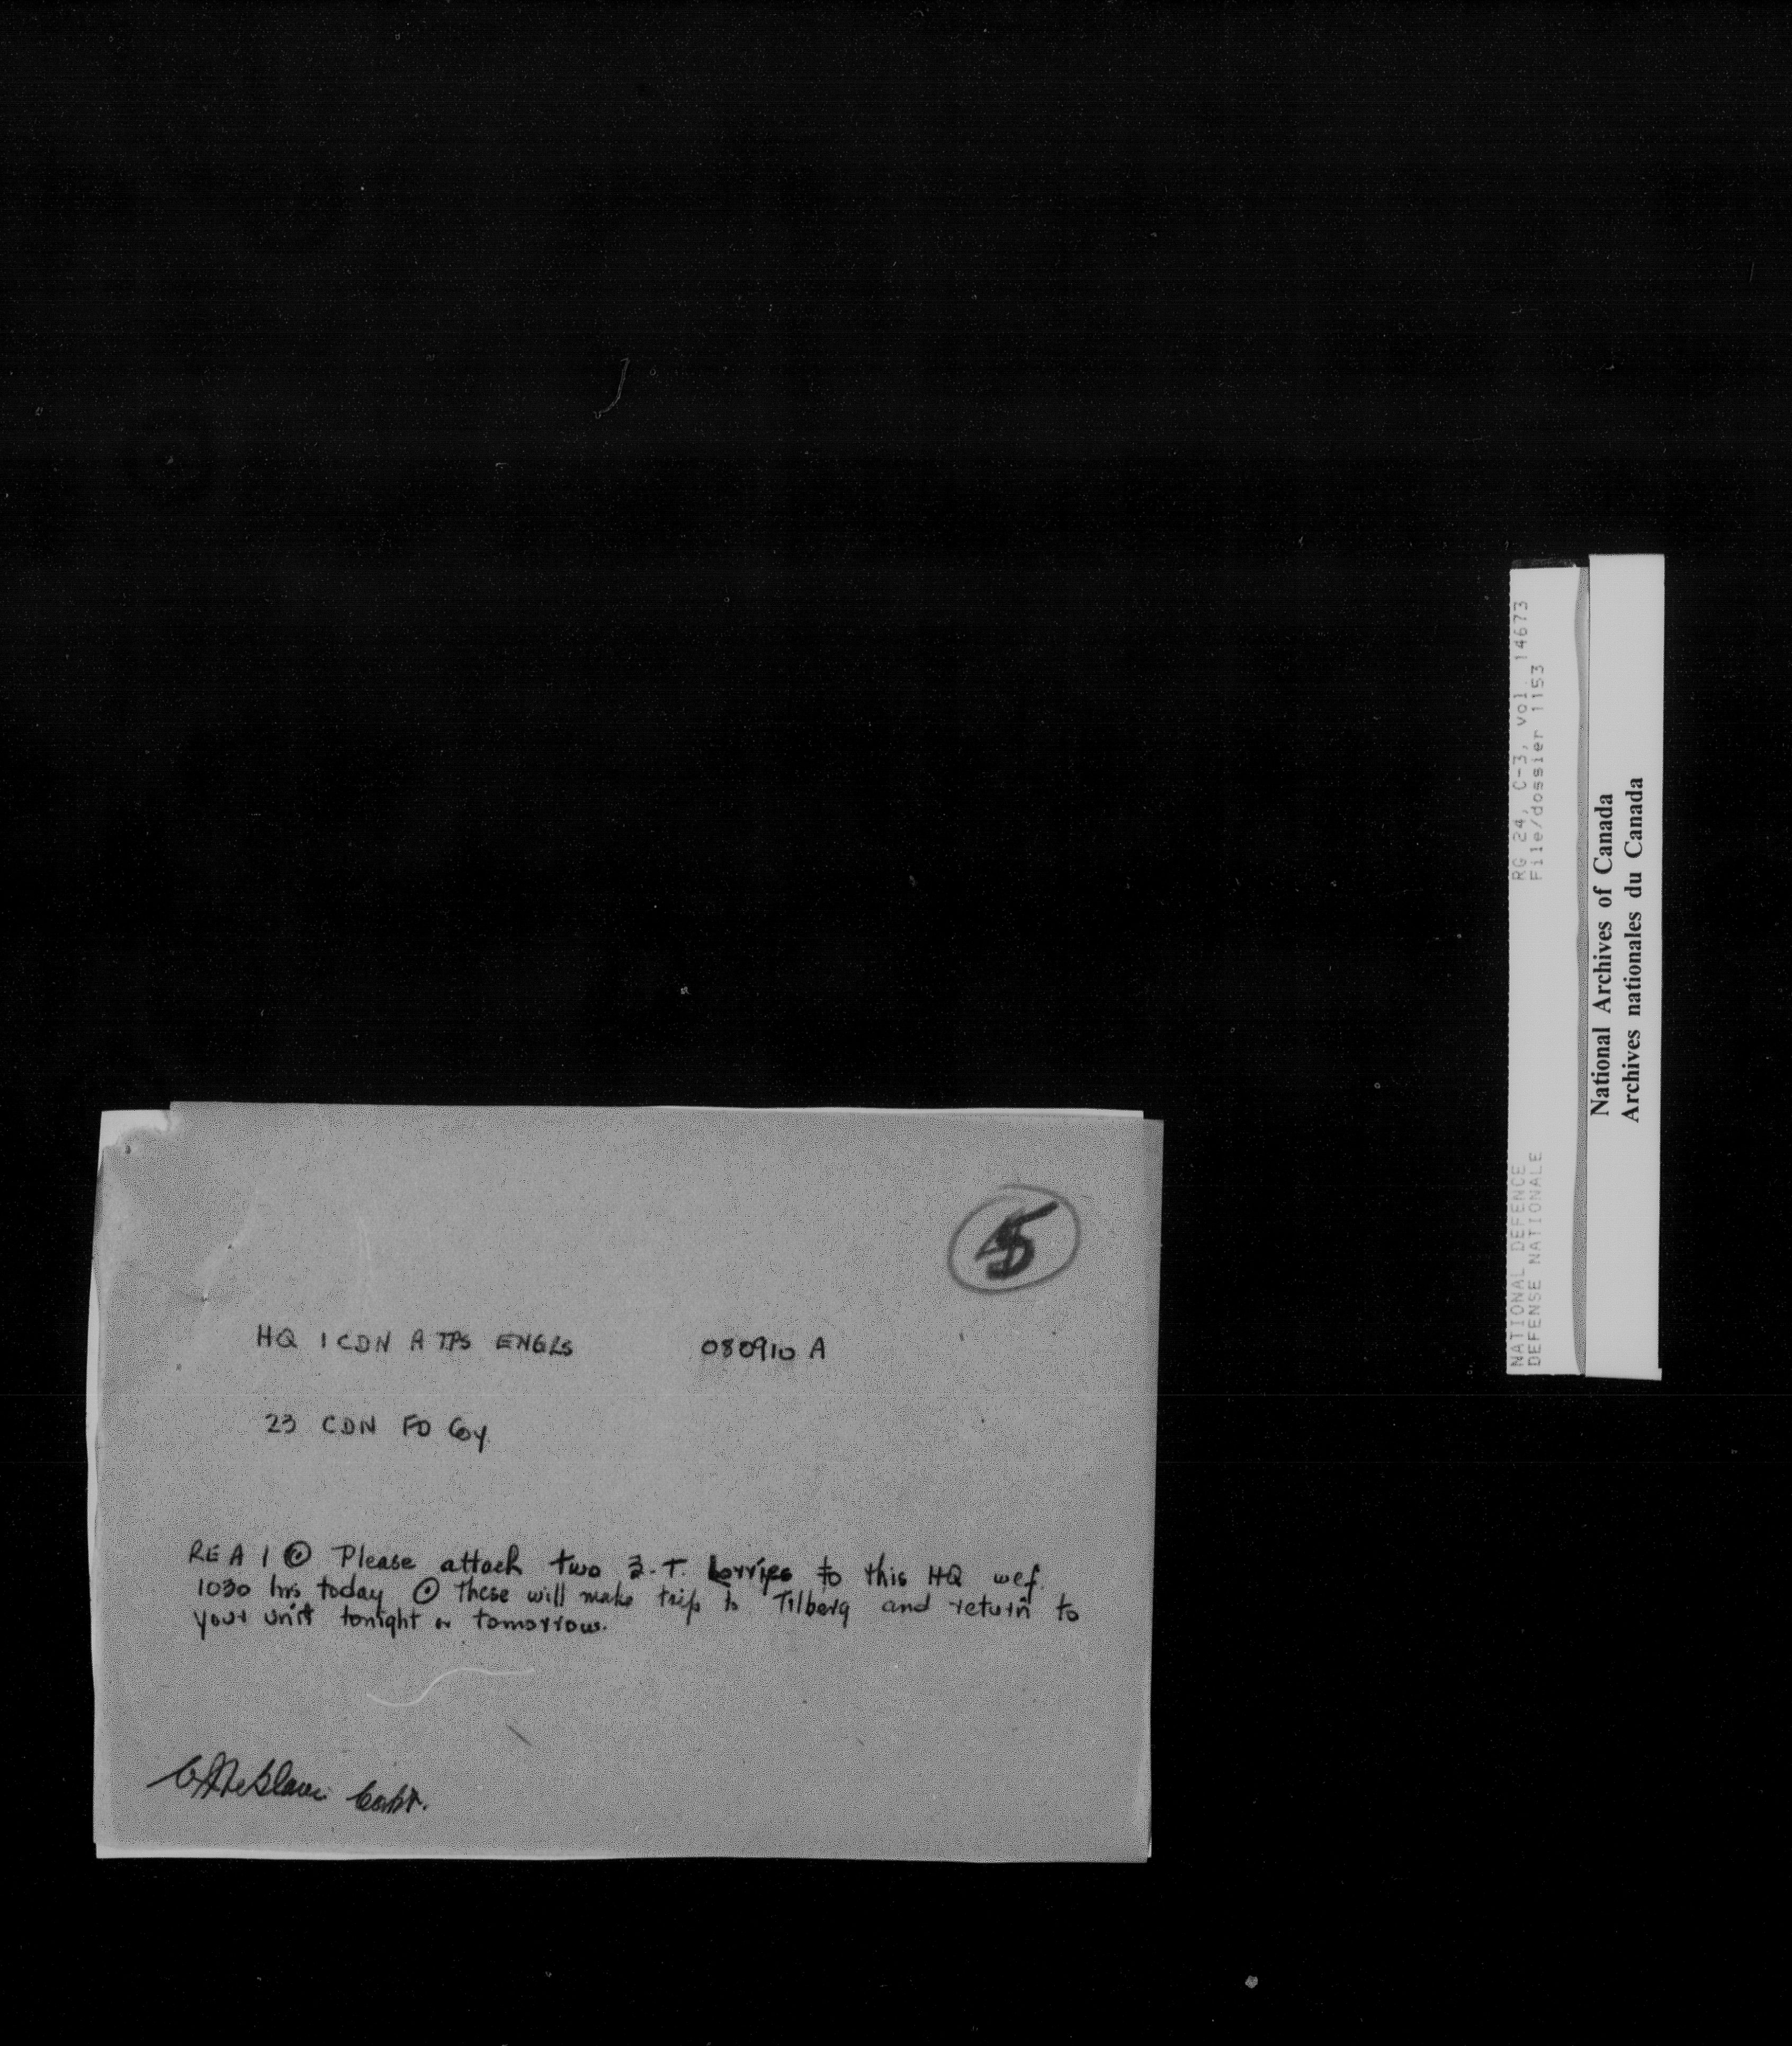 5
HQ 1 CDN A TPS ENGRS 080910 A
23 CDN FD Coy
REA 1 ⊙ Please attach two 3.T. Lorries to this HQ wef.
1030 hrs today ⊙ These will make trip to Tilberg and return to
your unit tonight or tomorrow.
Capt.
RG 24, C-3, vol. 14673
File/dossier 1153
NATIONAL DEFENCE
DEFENSE NATIONALE
National Archives of Canada
Archives nationales du Canada